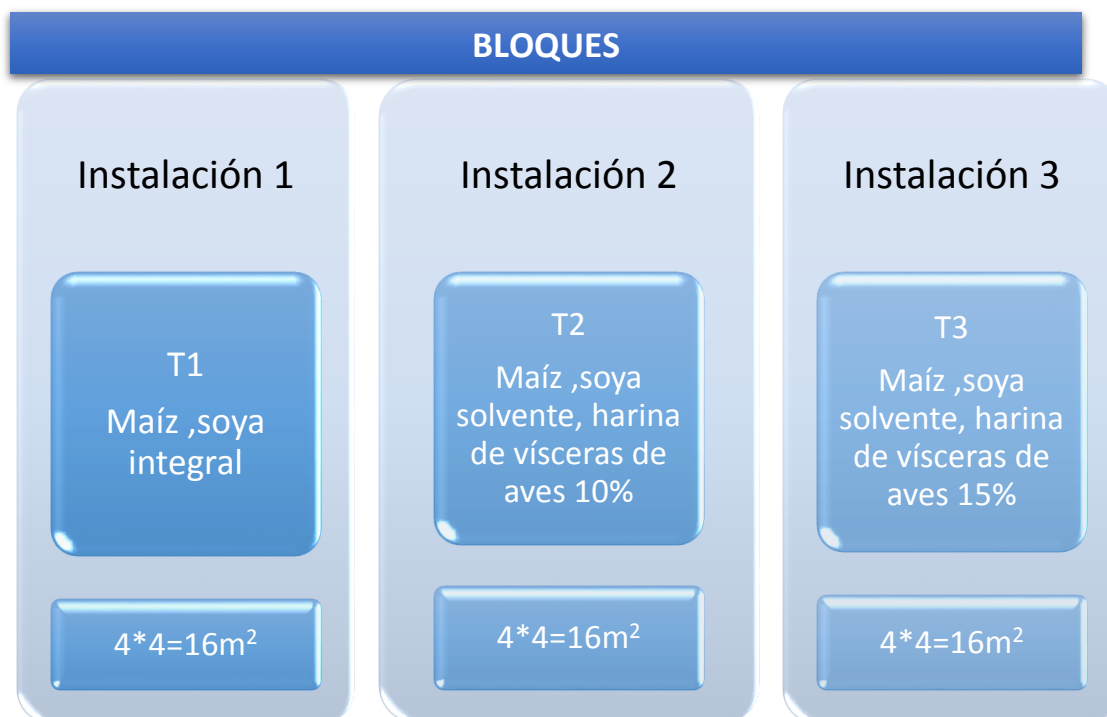 BLOQUES
Instalación 1
T1
Maíz ,soya
integral
4*4=16m²
Instalación 2
T2
Maíz ,soya
solvente, harina
de vísceras de
aves 10%
4*4=16m²
Instalación 3
T3
Maíz ,soya
solvente, harina
de vísceras de
aves 15%
4*4=16m²